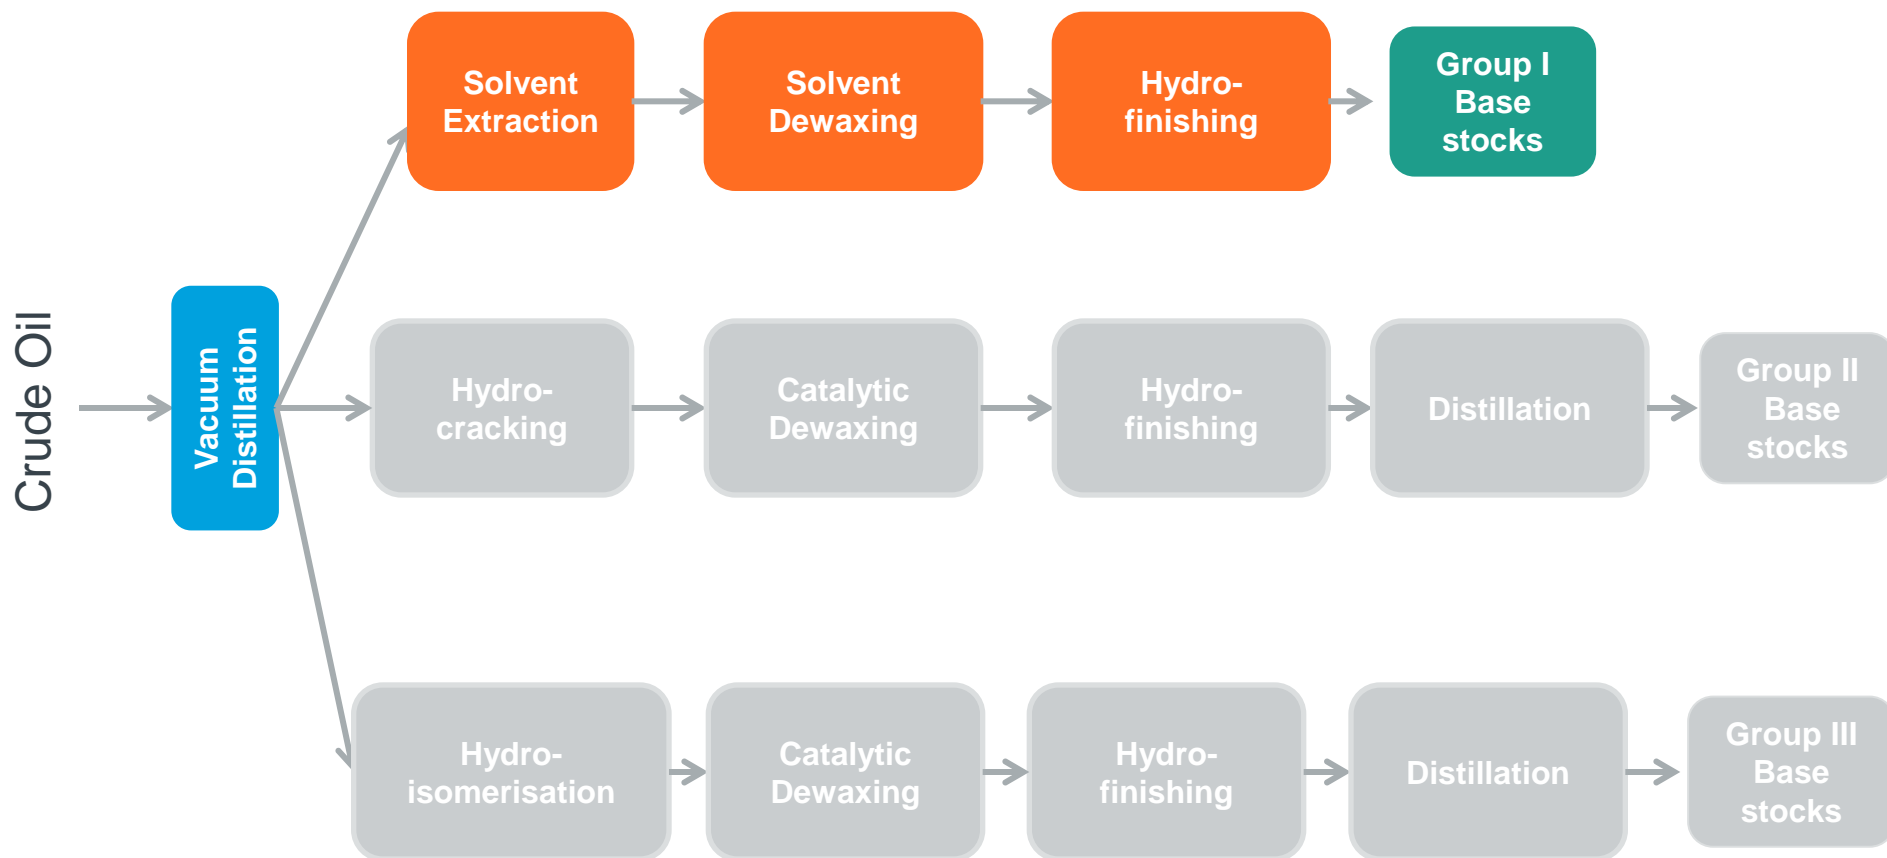 Crude Oil
Vacuum
Distillation
Solvent
Extraction
Solvent
Dewaxing
Hydro-
finishing
Group I
Base
stocks
Hydro-
cracking
Catalytic
Dewaxing
Hydro-
finishing
Distillation
Group II
Base
stocks
Hydro-
isomerisation
Catalytic
Dewaxing
Hydro-
finishing
Distillation
Group III
Base
stocks